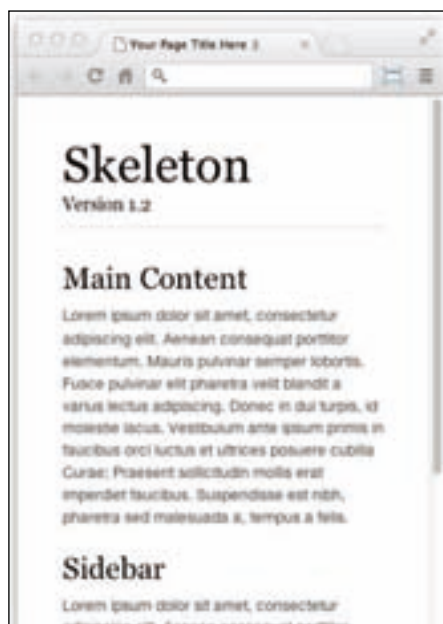 Your Page Title Here :)
Skeleton
Version 1.2
Main Content
Lorem ipsum dolor sit amet, consectetur
adipiscing elit. Aenean consequat porttitor
elementum. Mauris pulvinar semper lobortis.
Fusce pulvinar elit pharetra velit blandit a
varius lectus adipiscing. Donec in dui turpis, id
molestie lacus. Vestibulum ante ipsum primis in
faucibus orci luctus et ultrices posuere cubilia
Curae; Praesent sollicitudin mollis erat
imperdiet faucibus. Suspendisse est nibh,
pharetra sed malesuada a, tempus a felis.
Sidebar
Lorem ipsum dolor sit amet, consectetur